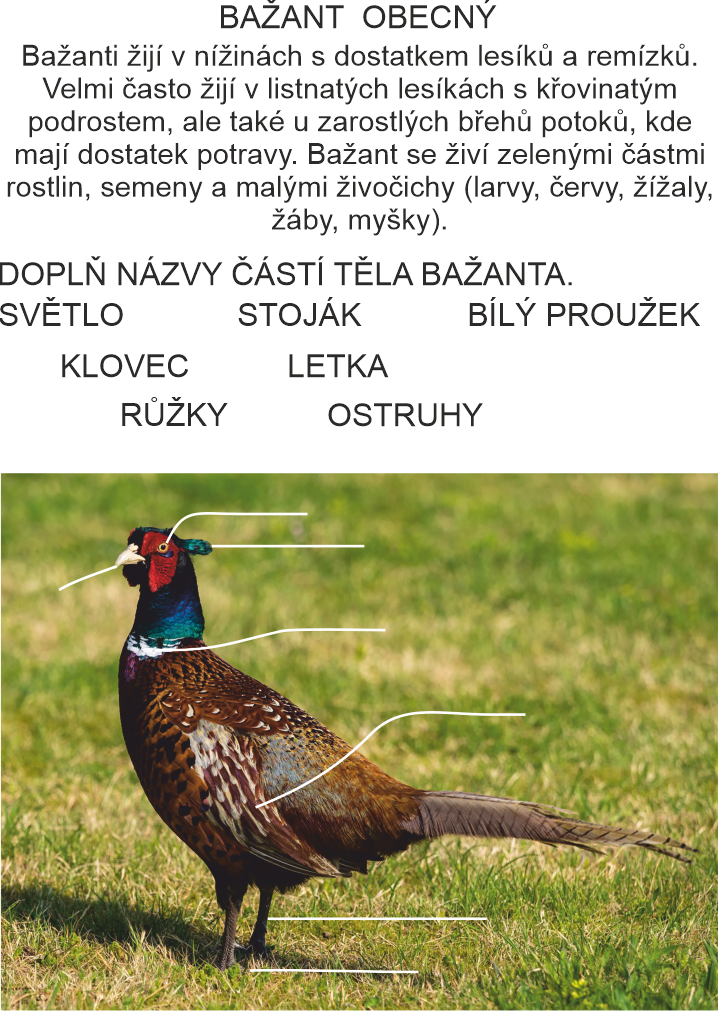 BAŽANT OBECNÝ
Bažanti žijí v nížinách s dostatkem lesíků a remízků.
Velmi často žijí v listnatých lesíkách s křovinatým
podrostem, ale také u zarostlých břehů potoků, kde
mají dostatek potravy. Bažant se živí zelenými částmi
rostlin, semeny a malými živočichy (larvy, červy, žížaly,
žáby, myšky).
DOPLŇ NÁZVY ČÁSTÍ TĚLA BAŽANTA.
SVĚTLO STOJÁK BÍLÝ PROUŽEK
KLOVEC LETKA
RŮŽKY OSTRUHY